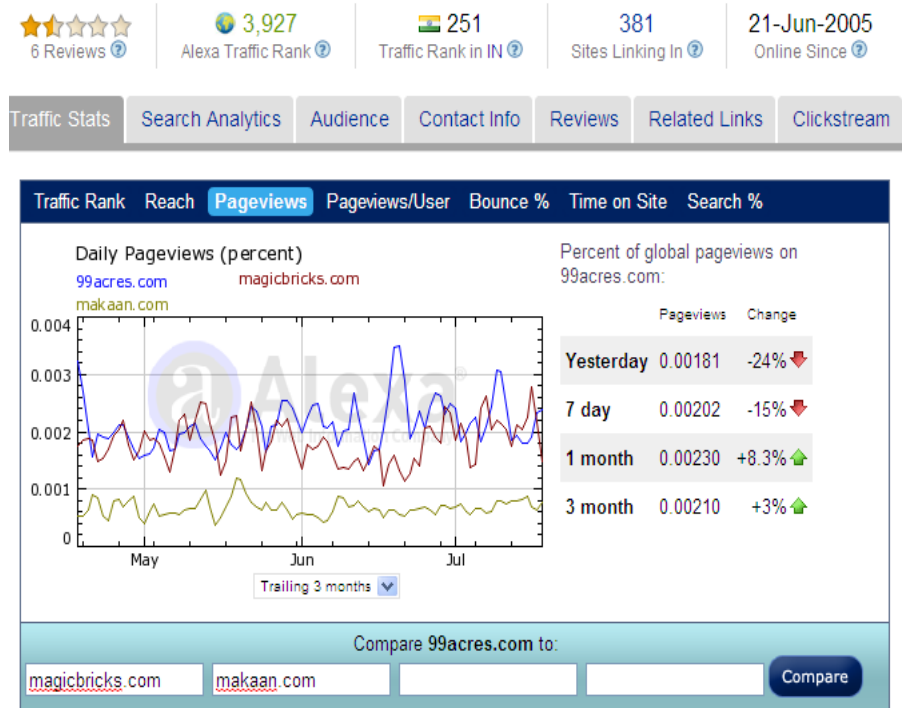 3,927 251 381 21-Jun-2005
6 Reviews ? Alexa Traffic Rank ? Traffic Rank in IN ? Sites Linking In ? Online Since ?
Traffic Stats Search Analytics Audience Contact Info Reviews Related Links Clickstream
Traffic Rank Reach Pageviews Pageviews/User Bounce % Time on Site Search %
Daily Pageviews (percent)
99acres.com magicbricks.com
makaan.com
0.004
0.003
0.002
0.001
0
a Alexa®
May Jun Jul
Trailing 3 months
Percent of global pageviews on
99acres.com:
Pageviews Change
Yesterday 0.00181 -24%
7 day 0.00202 -15%
1 month 0.00230 +8.3%
3 month 0.00210 +3%
Compare 99acres.com to:
magicbricks.com makaan.com Compare